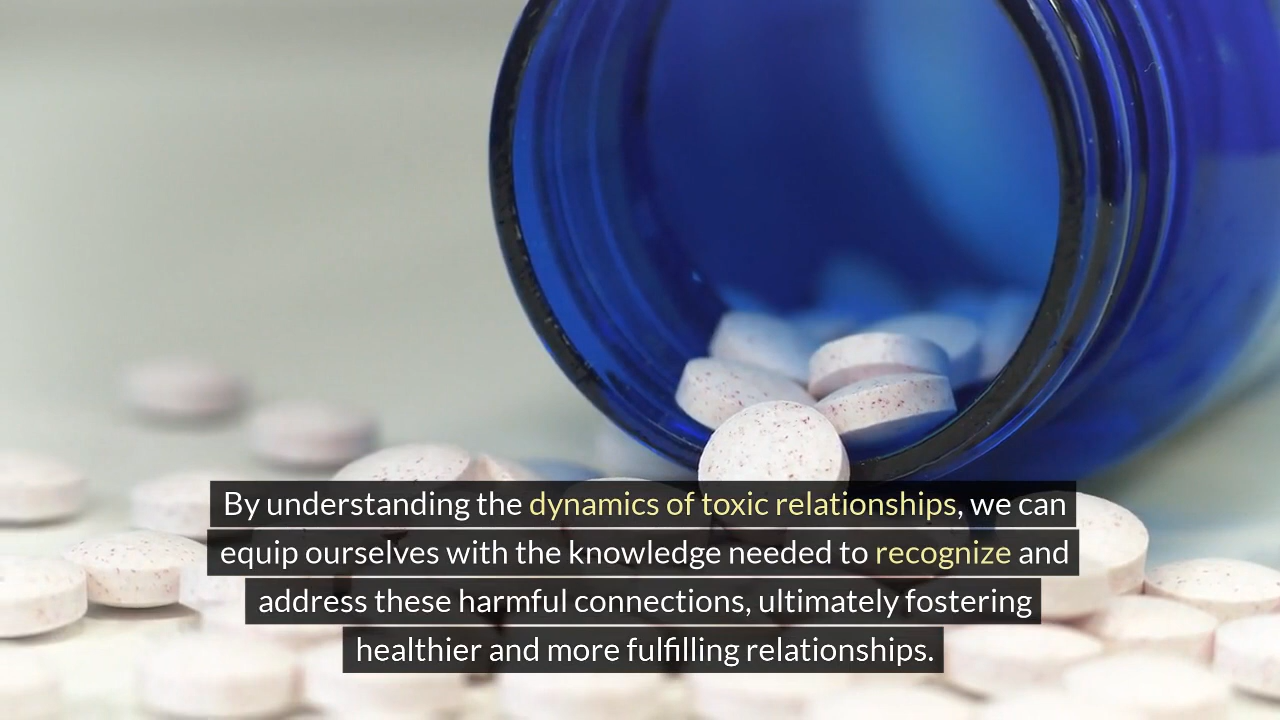 By understanding the dynamics of toxic relationships, we can
equip ourselves with the knowledge needed to recognize and
address these harmful connections, ultimately fostering
healthier and more fulfilling relationships.